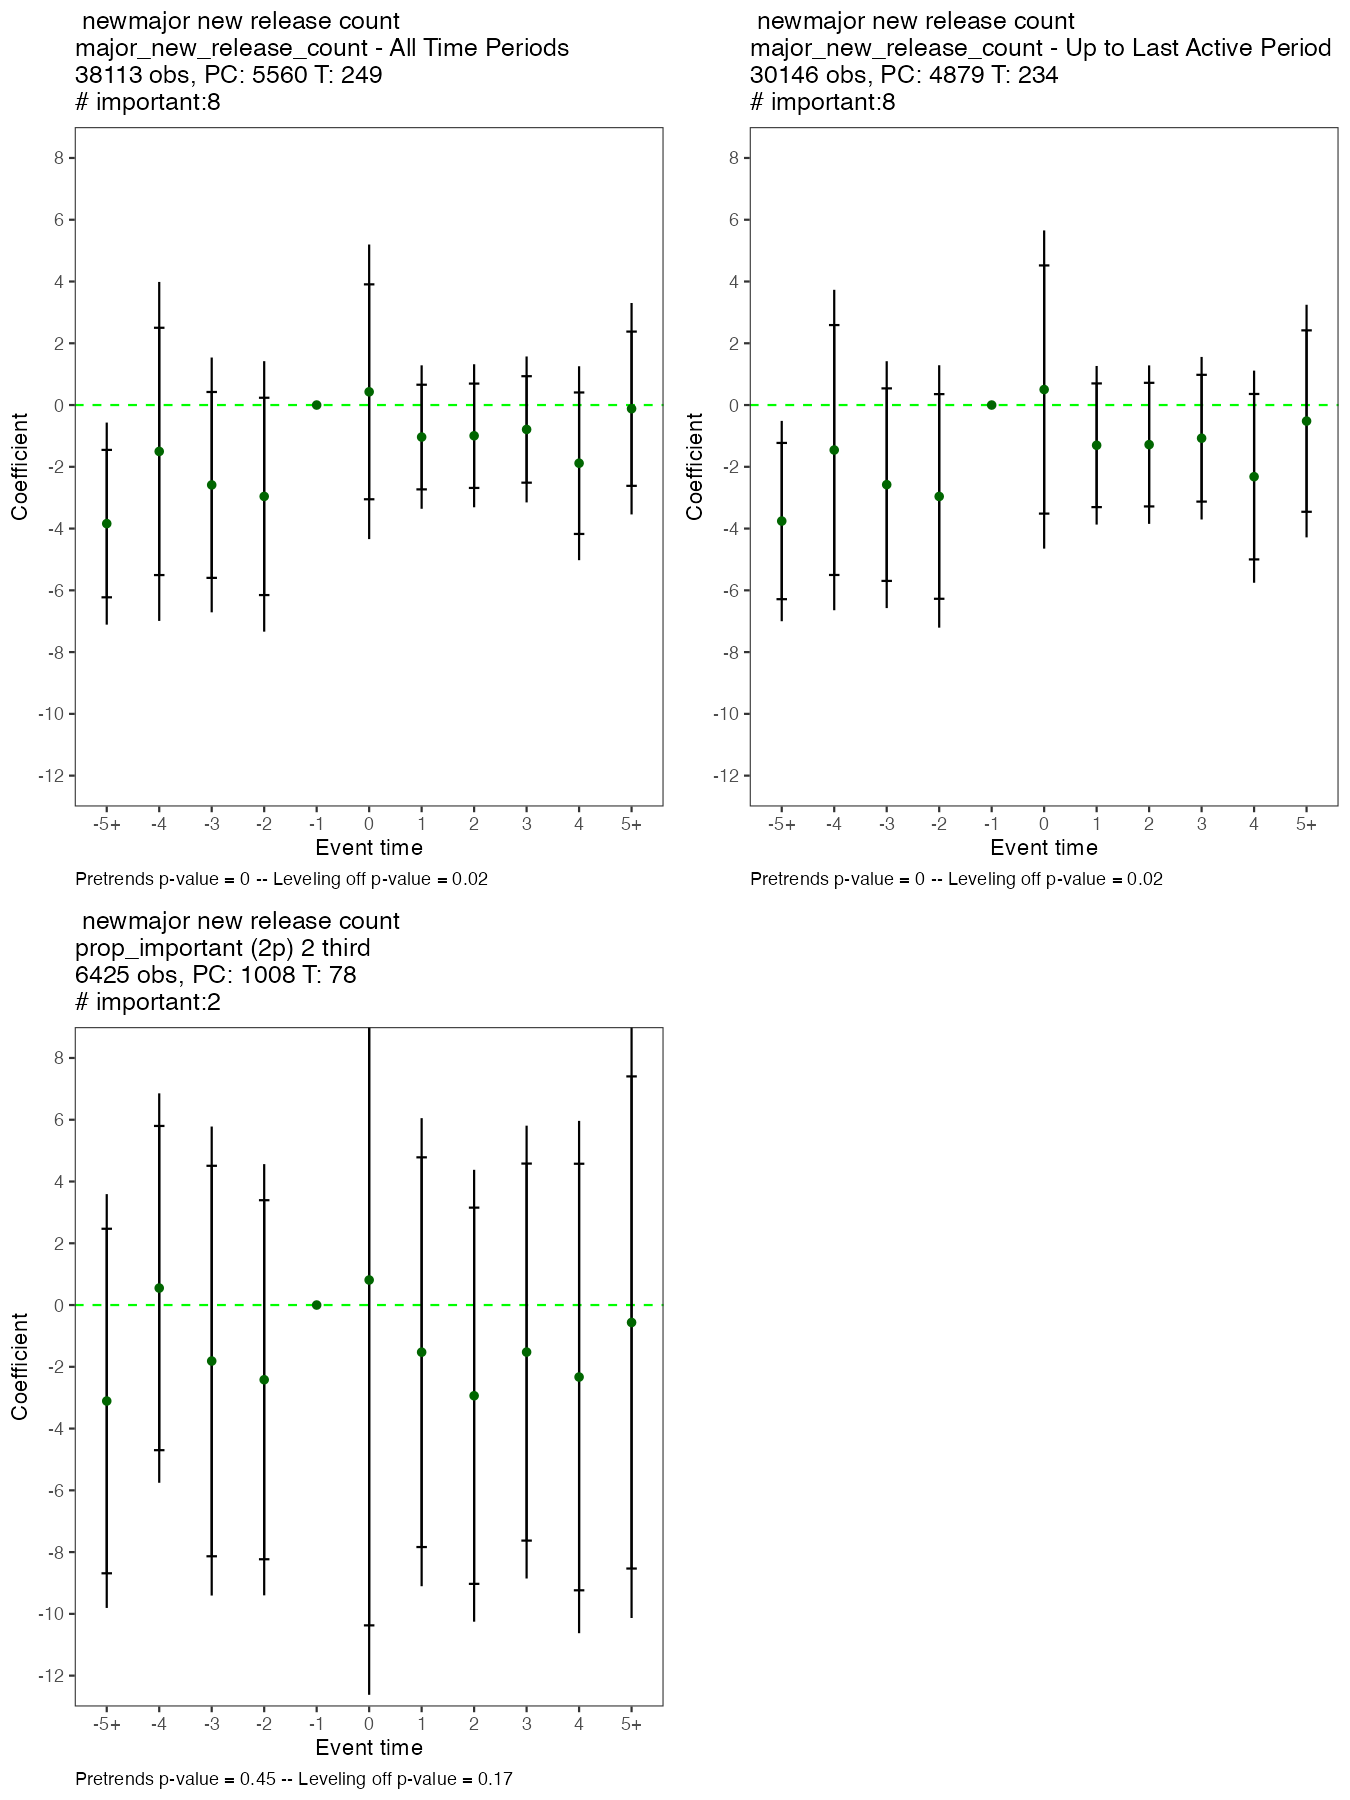 newmajor new release count
major_new_release_count - All Time Periods
38113 obs, PC: 5560 T: 249
# important:8
8
6
4
2
0
-2
-4
-6
-8
-10
-12
Coefficient
-5+ -4 -3 -2 -1 0 1 2 3 4 5+
Event time
Pretrends p-value = 0 -- Leveling off p-value = 0.02
newmajor new release count
major_new_release_count - Up to Last Active Period
30146 obs, PC: 4879 T: 234
# important:8
8
6
4
2
0
-2
-4
-6
-8
-10
-12
Coefficient
-5+ -4 -3 -2 -1 0 1 2 3 4 5+
Event time
Pretrends p-value = 0 -- Leveling off p-value = 0.02
newmajor new release count
prop_important (2p) 2 third
6425 obs, PC: 1008 T: 78
# important:2
8
6
4
2
0
-2
-4
-6
-8
-10
-12
Coefficient
-5+ -4 -3 -2 -1 0 1 2 3 4 5+
Event time
Pretrends p-value = 0.45 -- Leveling off p-value = 0.17